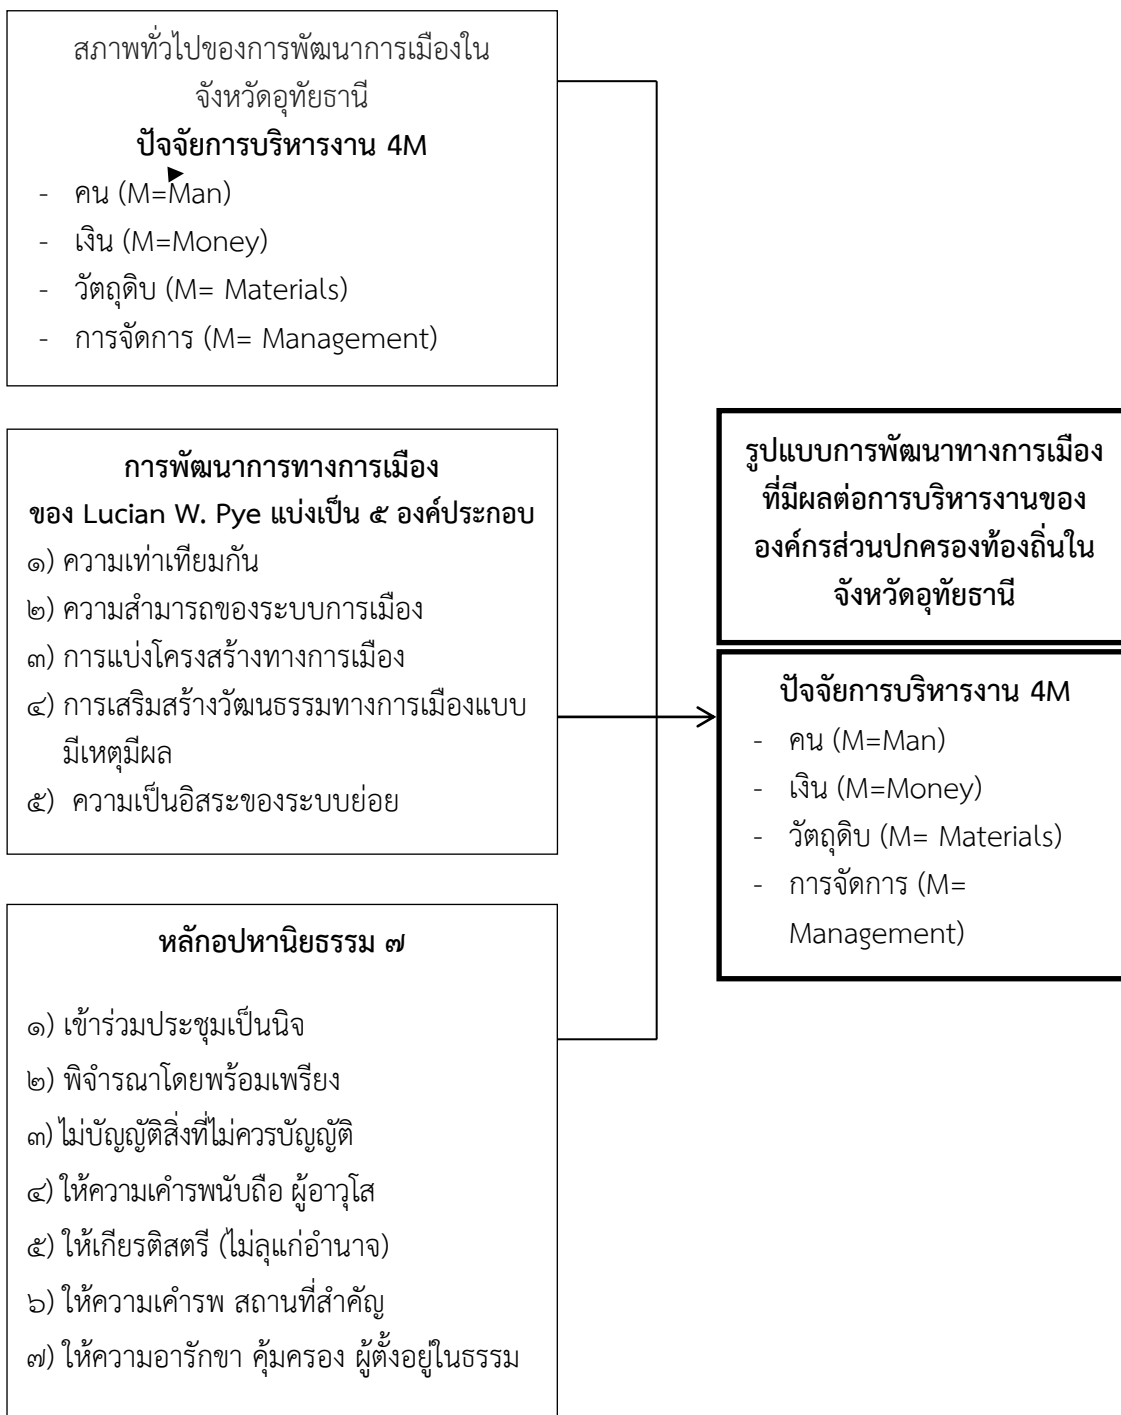 สภาพทั่วไปของการพัฒนาการเมืองใน
จังหวัดอุทัยธานี
ปัจจัยการบริหารงาน 4M
- คน (M=Man)
- เงิน (M=Money)
- วัตถุดิบ (M= Materials)
- การจัดการ (M= Management)
การพัฒนาการทางการเมือง
ของ Lucian W. Pye แบ่งเป็น ๕ องค์ประกอบ
๑) ความเท่าเทียมกัน
๒) ความสำมารถของระบบการเมือง
๓) การแบ่งโครงสร้างทางการเมือง
๔) การเสริมสร้างวัฒนธรรมทางการเมืองแบบ
มีเหตุมีผล
๕) ความเป็นอิสระของระบบย่อย
หลักอปหานิยธรรม ๗
๑) เข้าร่วมประชุมเป็นนิจ
๒) พิจำรณาโดยพร้อมเพรียง
๓) ไม่บัญญัติสิ่งที่ไม่ควรบัญญัติ
๔) ให้ความเคำรพนับถือ ผู้อาวุโส
๕) ให้เกียรติสตรี (ไม่ลุแก่อำนาจ)
๖) ให้ความเคำรพ สถานที่สำคัญ
๗) ให้ความอารักขา คุ้มครอง ผู้ตั้งอยู่ในธรรม
รูปแบบการพัฒนาทางการเมือง
ที่มีผลต่อการบริหารงานของ
องค์กรส่วนปกครองท้องถิ่นใน
จังหวัดอุทัยธานี
ปัจจัยการบริหารงาน 4M
- คน (M=Man)
- เงิน (M=Money)
- วัตถุดิบ (M= Materials)
- การจัดการ (M=
Management)